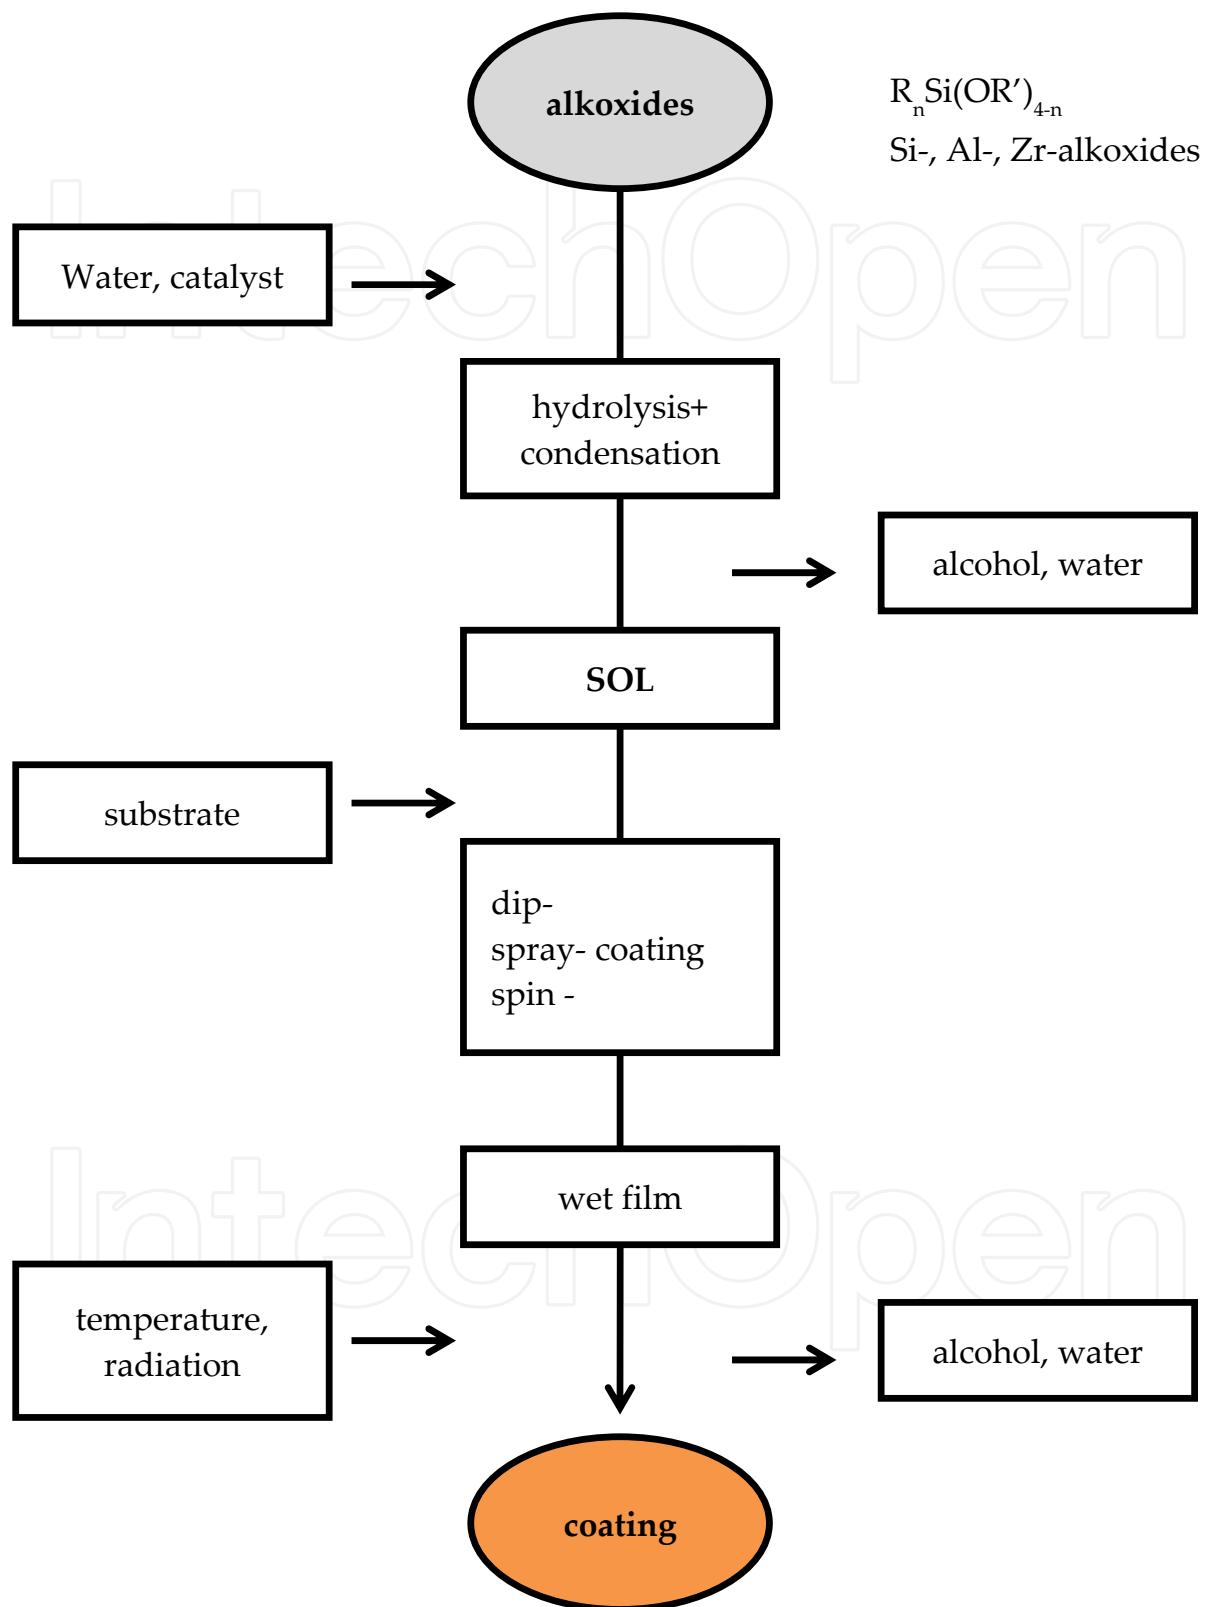 alkoxides
RₙSi(OR’)₄₋ₙ
Si-, Al-, Zr-alkoxides
IntechOpen
Water, catalyst
hydrolysis+
condensation
alcohol, water
SOL
substrate
dip-
spray- coating
spin -
wet film
IntechOpen
temperature,
radiation
alcohol, water
coating